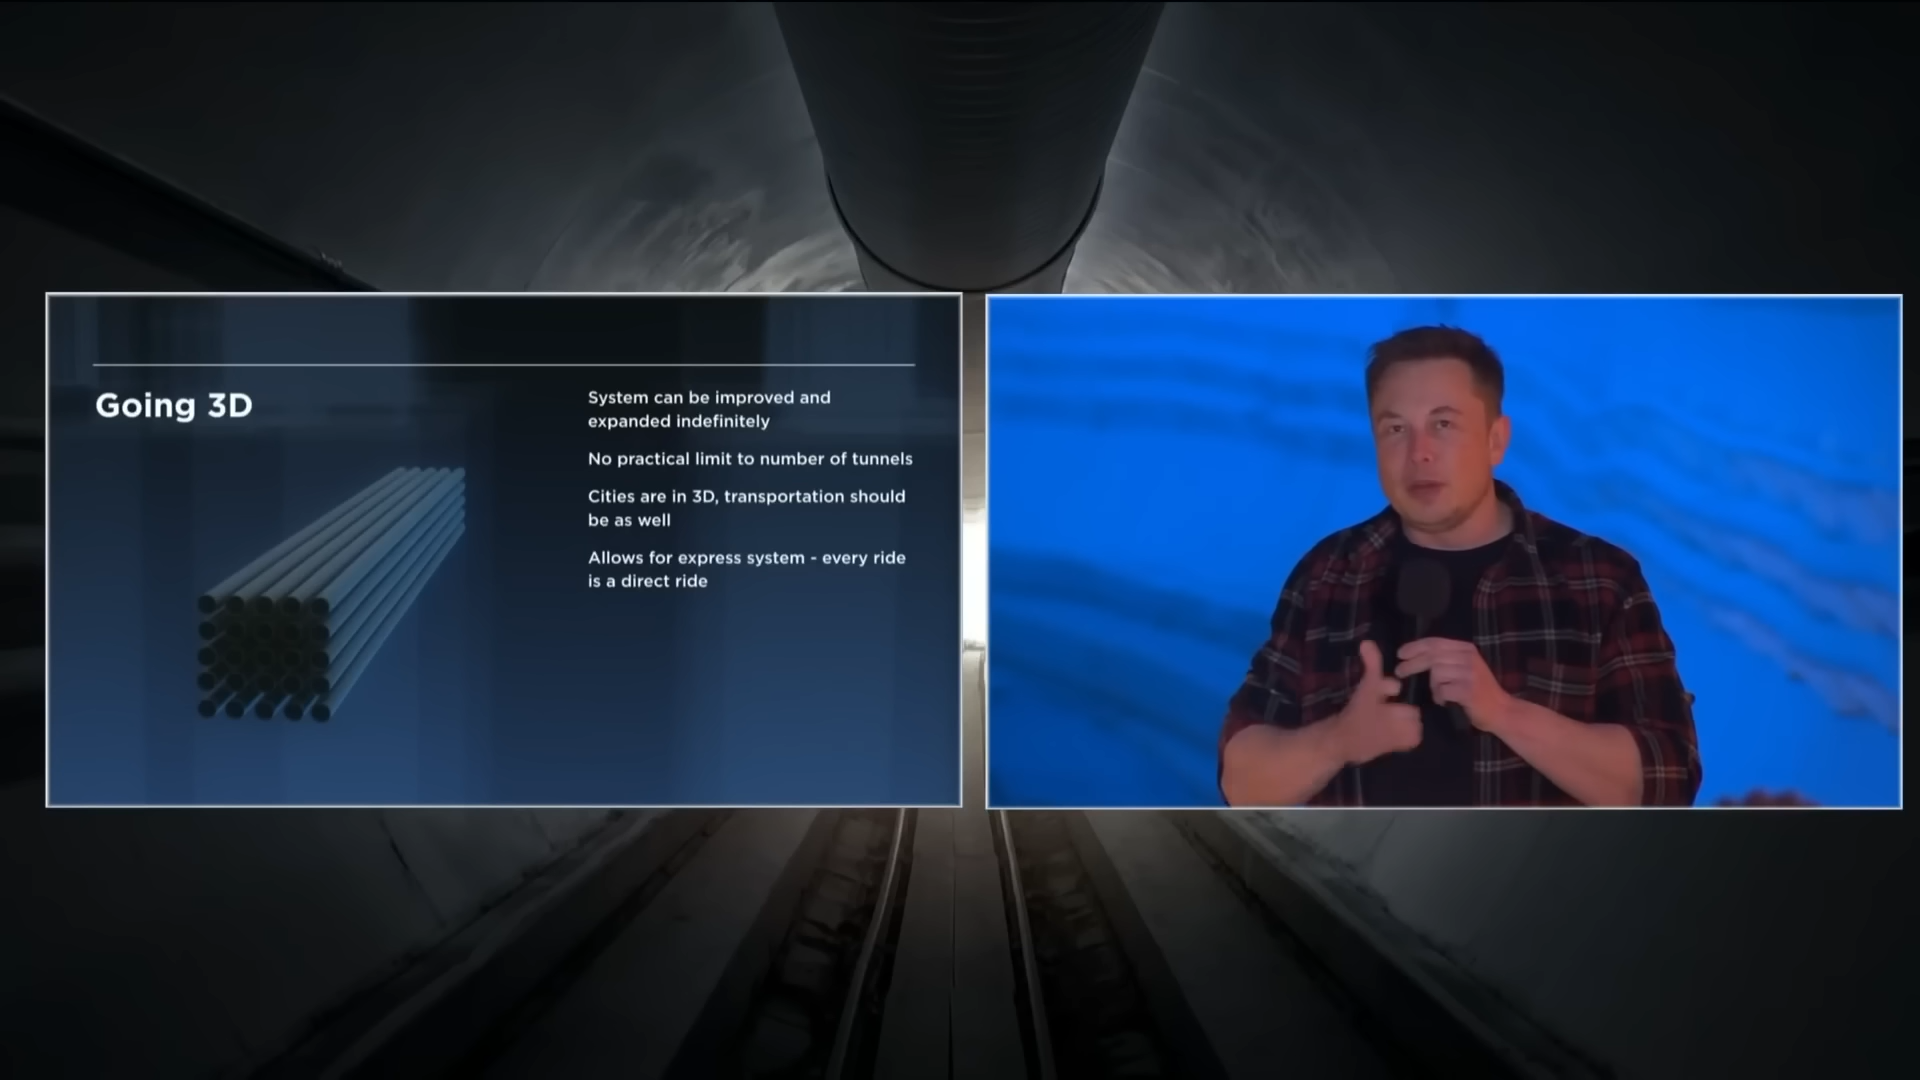 Going 3D
System can be improved and
expanded indefinitely
No practical limit to number of tunnels
Cities are in 3D, transportation should
be as well
Allows for express system - every ride
is a direct ride